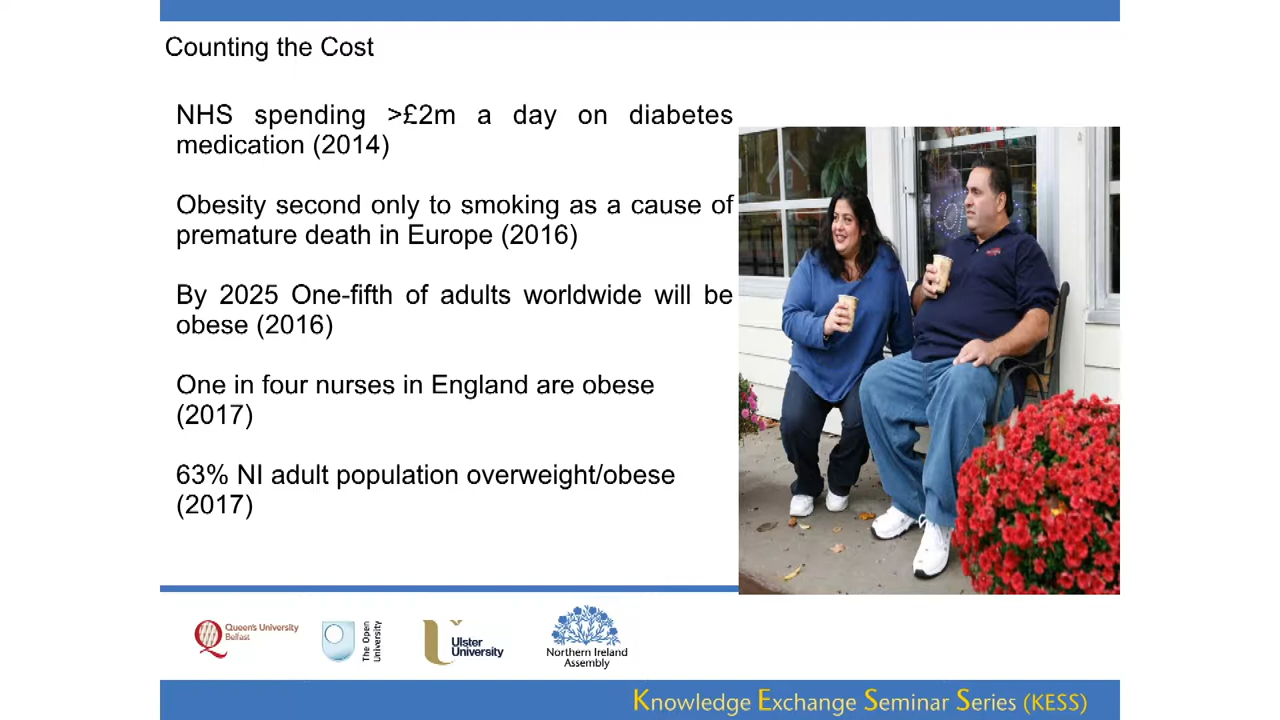 Counting the Cost
NHS spending >£2m a day on diabetes
medication (2014)
Obesity second only to smoking as a cause of
premature death in Europe (2016)
By 2025 One-fifth of adults worldwide will be
obese (2016)
One in four nurses in England are obese
(2017)
63% NI adult population overweight/obese
(2017)
Queen's University
Belfast
The Open
University
Ulster
University
Northern Ireland
Assembly
Knowledge Exchange Seminar Series (KESS)